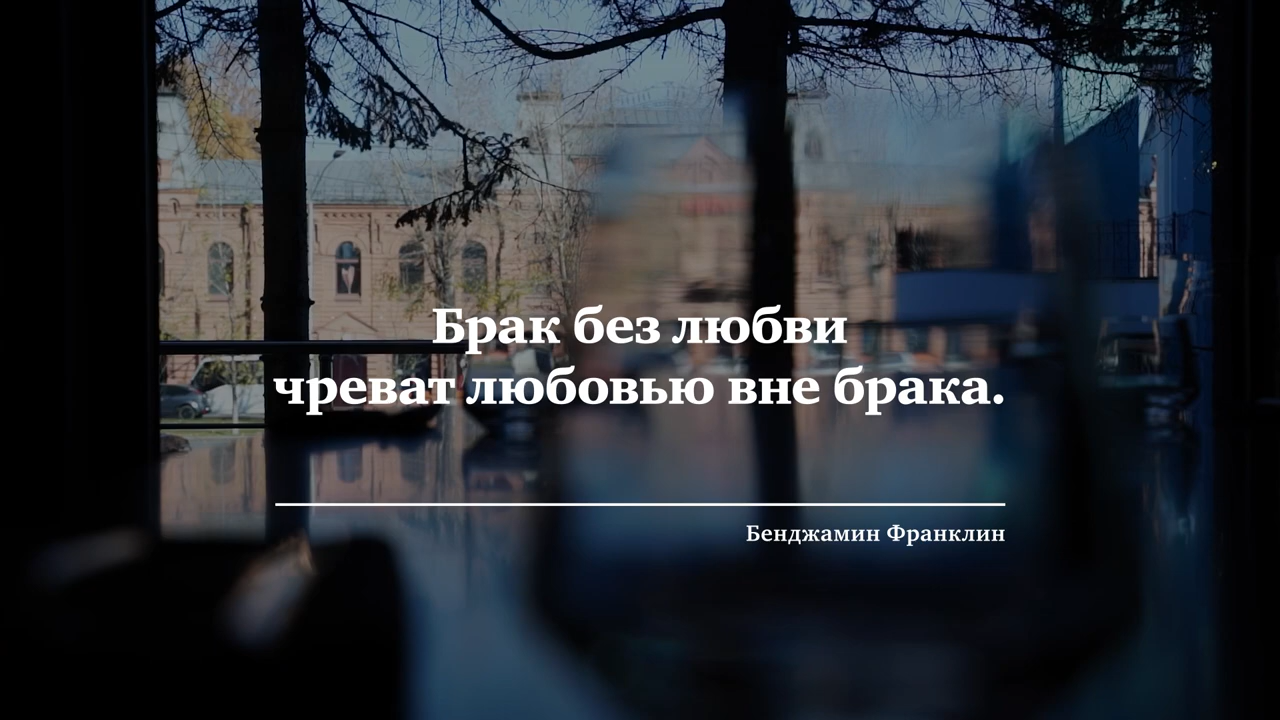 Брак без любви
чреват любовью вне брака.
Бенджамин Франклин